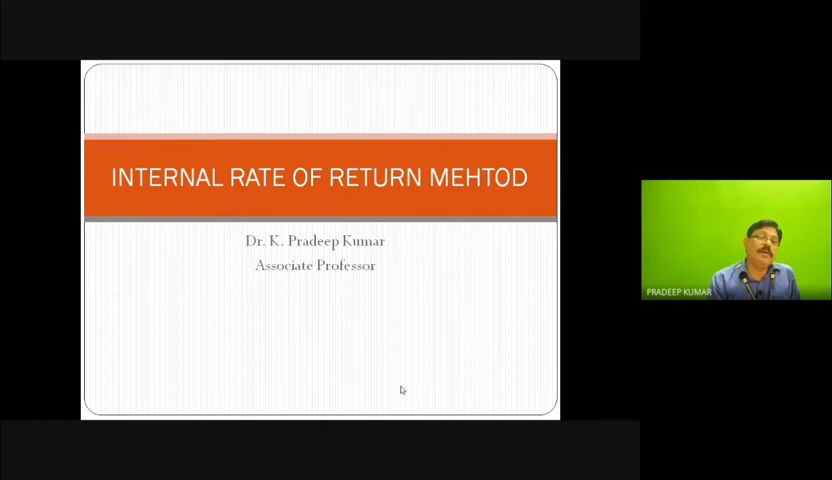 INTERNAL RATE OF RETURN MEHTOD
Dr. K. Pradeep Kumar
Associate Professor
PRADEEP KUMAR